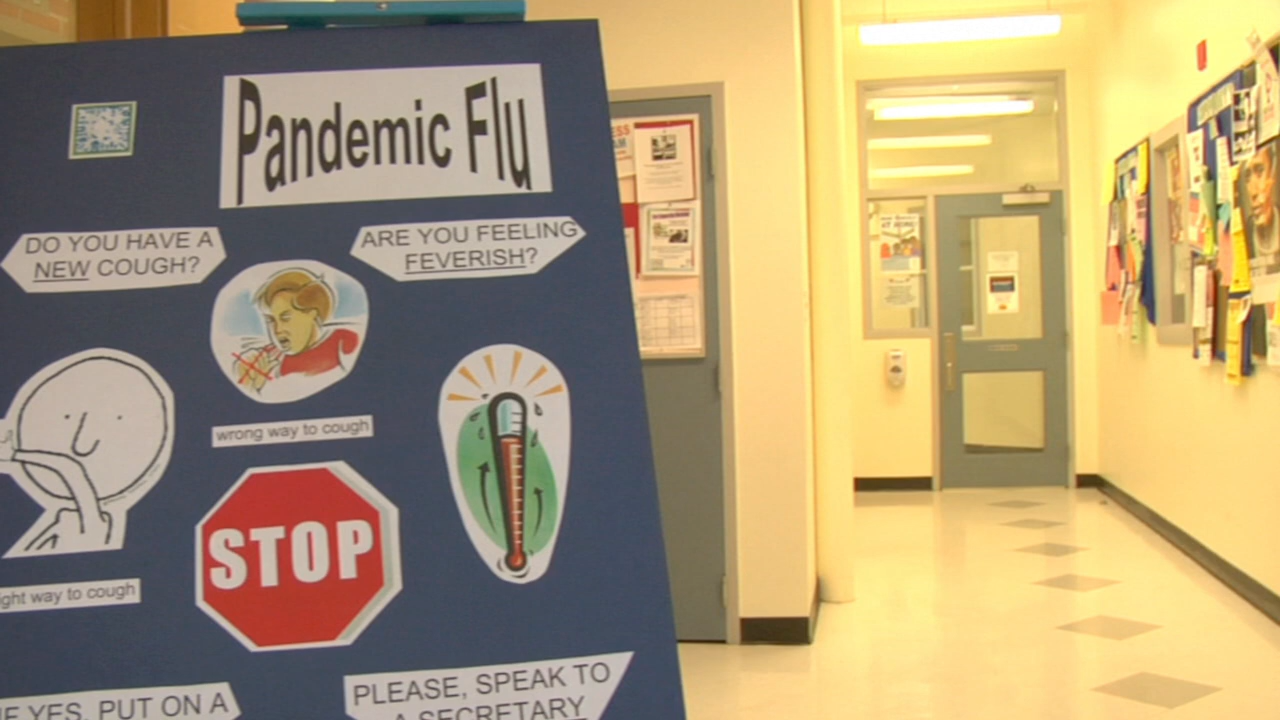 Pandemic Flu
DO YOU HAVE A
NEW COUGH?
ARE YOU FEELING
FEVERISH?
wrong way to cough
STOP
way to cough
IF YES, PUT ON A
PLEASE, SPEAK TO
A SECRETARY